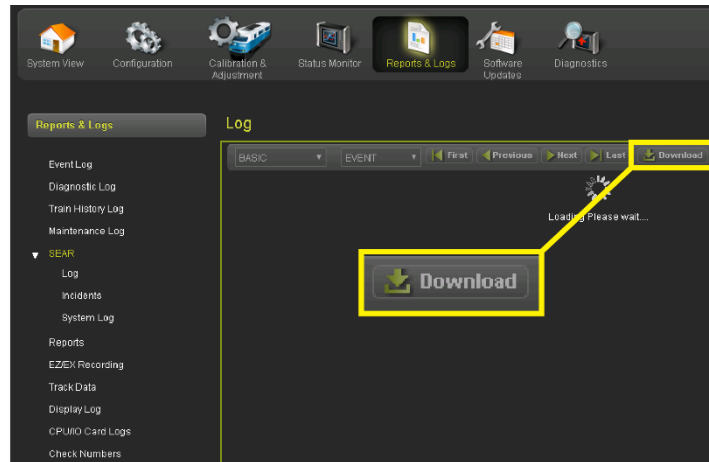 System View
Configuration
Calibration &
Adjustment
Status Monitor
Reports & Logs
Software
Updates
Diagnostics
Reports & Logs
Log
BASIC
EVENT
First
Previous
Next
Last
Download
Loading Please wait....
Download
Event Log
Diagnostic Log
Train History Log
Maintenance Log
SEAR
Log
Incidents
System Log
Reports
EZ/EX Recording
Track Data
Display Log
CPU/IO Card Logs
Check Numbers